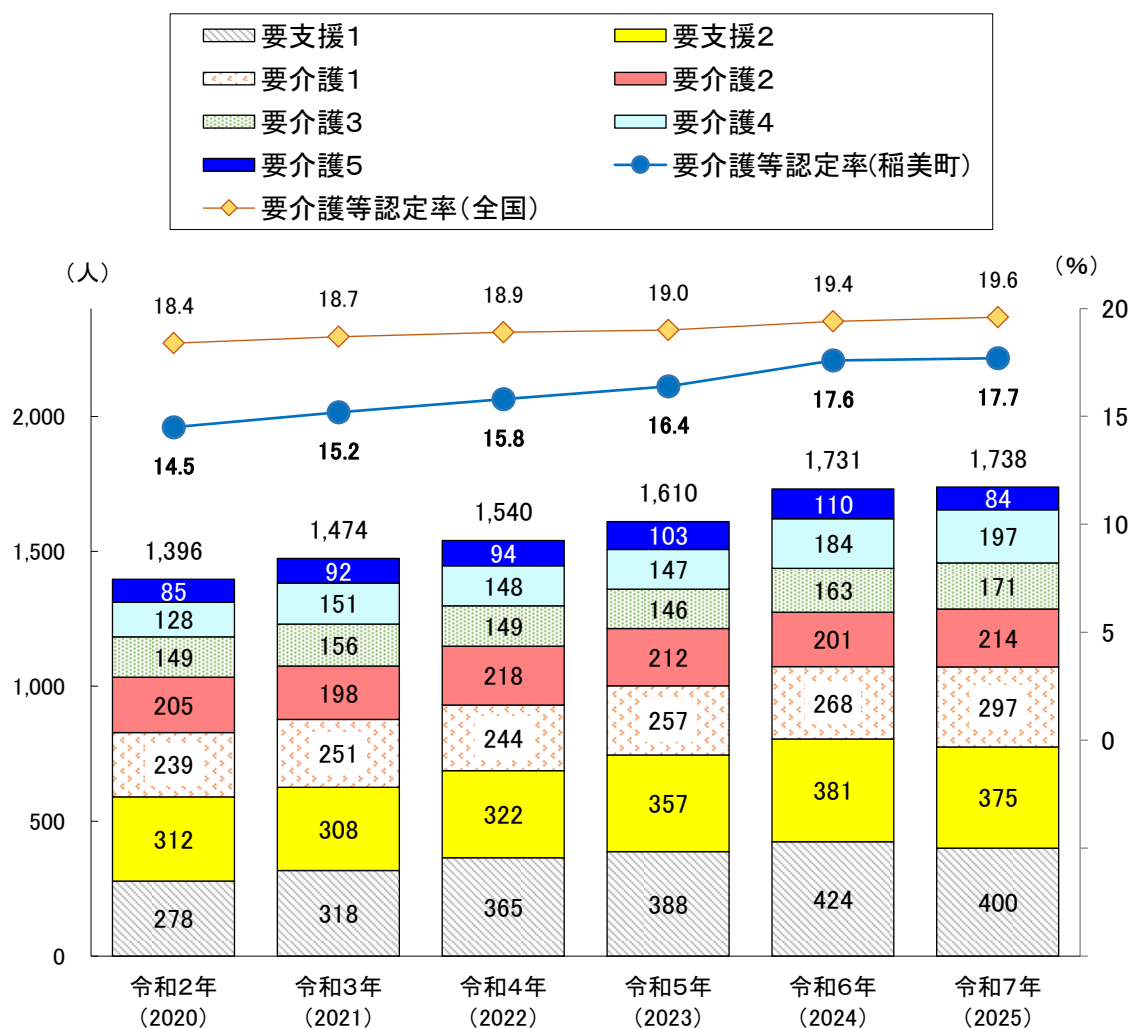 要支援１ 要支援２
要介護１ 要介護２
要介護３ 要介護４
要介護５ 要介護等認定率(稲美町)
要介護等認定率(全国)
（人） （%）
18.4 18.7 18.9 19.0 19.4 19.6
20
14.5 15.2 15.8 16.4 17.6 17.7
2,000 15
1,396 1,474 1,540 1,610 1,731 1,738
85 92 94 103 110 84
1,500 10
128 151 148 147 184 197
149 156 149 146 163 171
5
205 198 218 212 201 214
1,000
239 251 244 257 268 297
0
312 308 322 357 381 375
500
278 318 365 388 424 400
0
令和２年 令和３年 令和４年 令和５年 令和６年 令和７年
(2020) (2021) (2022) (2023) (2024) (2025)